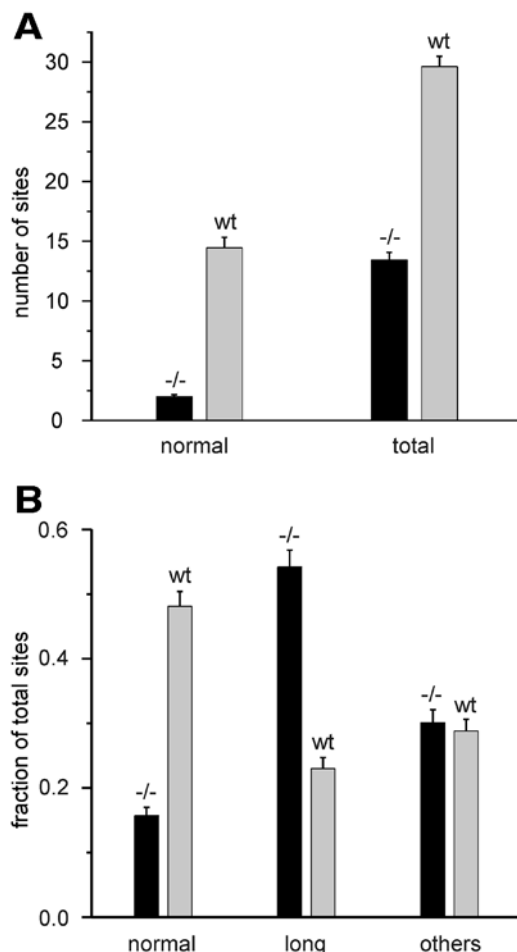 A
number of sites
30
25
20
15
10
5
0
-/-
wt
-/-
wt
normal
total
B
fraction of total sites
0.6
0.4
0.2
0.0
-/-
wt
-/-
wt
-/-
wt
normal
long
others